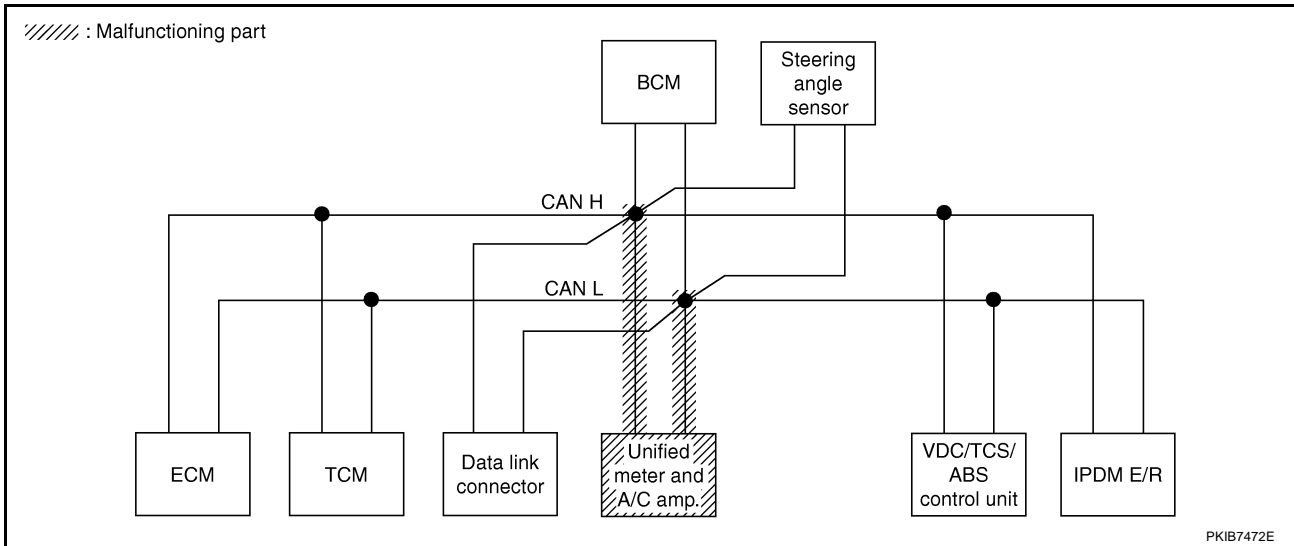 : Malfunctioning part
BCM
Steering
angle
sensor
CAN H
CAN L
ECM
TCM
Data link
connector
Unified
meter and
A/C amp.
VDC/TCS/
ABS
control unit
IPDM E/R
PKIB7472E